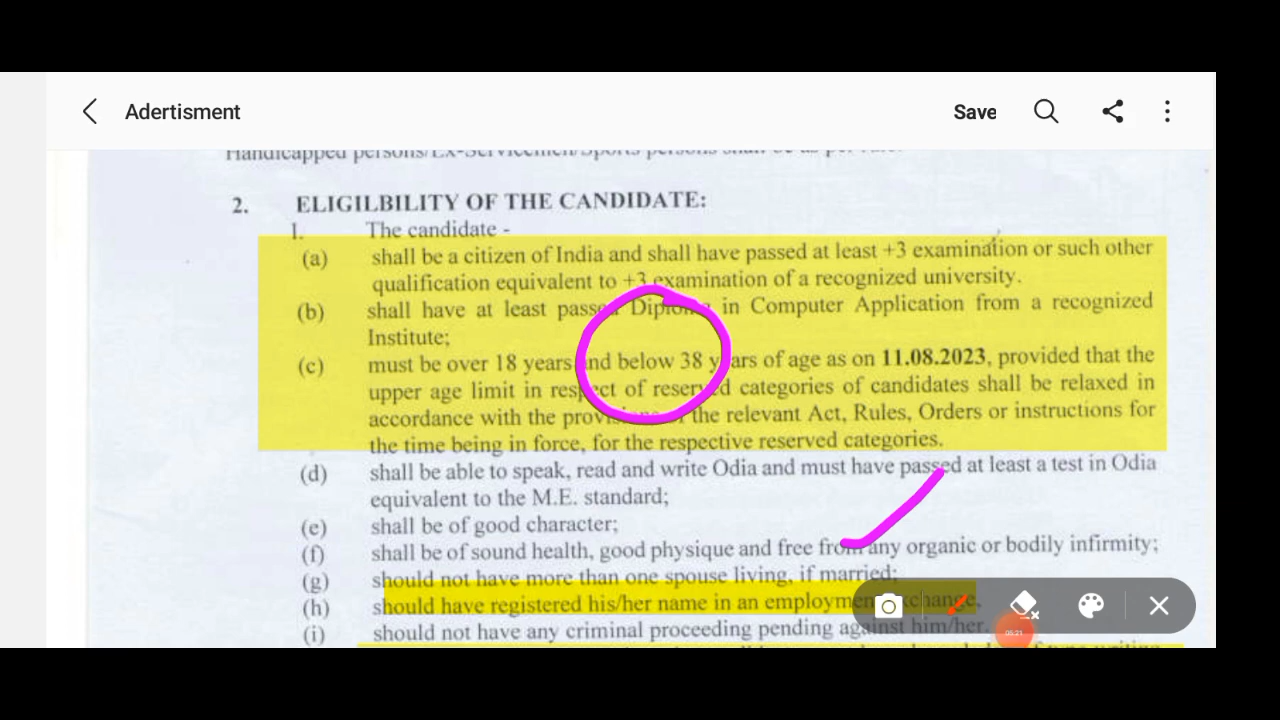 Adertisment
Save
Handicapped persons/Ex-Servicemen/Sports persons shall be as per
2. ELIGILBILITY OF THE CANDIDATE:
1. The candidate -
(a) shall be a citizen of India and shall have passed at least +3 examination or such other
qualification equivalent to +3 examination of a recognized university.
(b) shall have at least passed Diploma in Computer Application from a recognized
Institute;
(c) must be over 18 years and below 38 years of age as on 11.08.2023, provided that the
upper age limit in respect of reserved categories of candidates shall be relaxed in
accordance with the provisions of the relevant Act, Rules, Orders or instructions for
the time being in force, for the respective reserved categories.
(d) shall be able to speak, read and write Odia and must have passed at least a test in Odia
equivalent to the M.E. standard;
(e) shall be of good character;
(f) shall be of sound health, good physique and free from any organic or bodily infirmity;
(g) should not have more than one spouse living, if married;
(h) should have registered his/her name in an employment exchange,
(i) should not have any criminal proceeding pending against him/her.
05:21